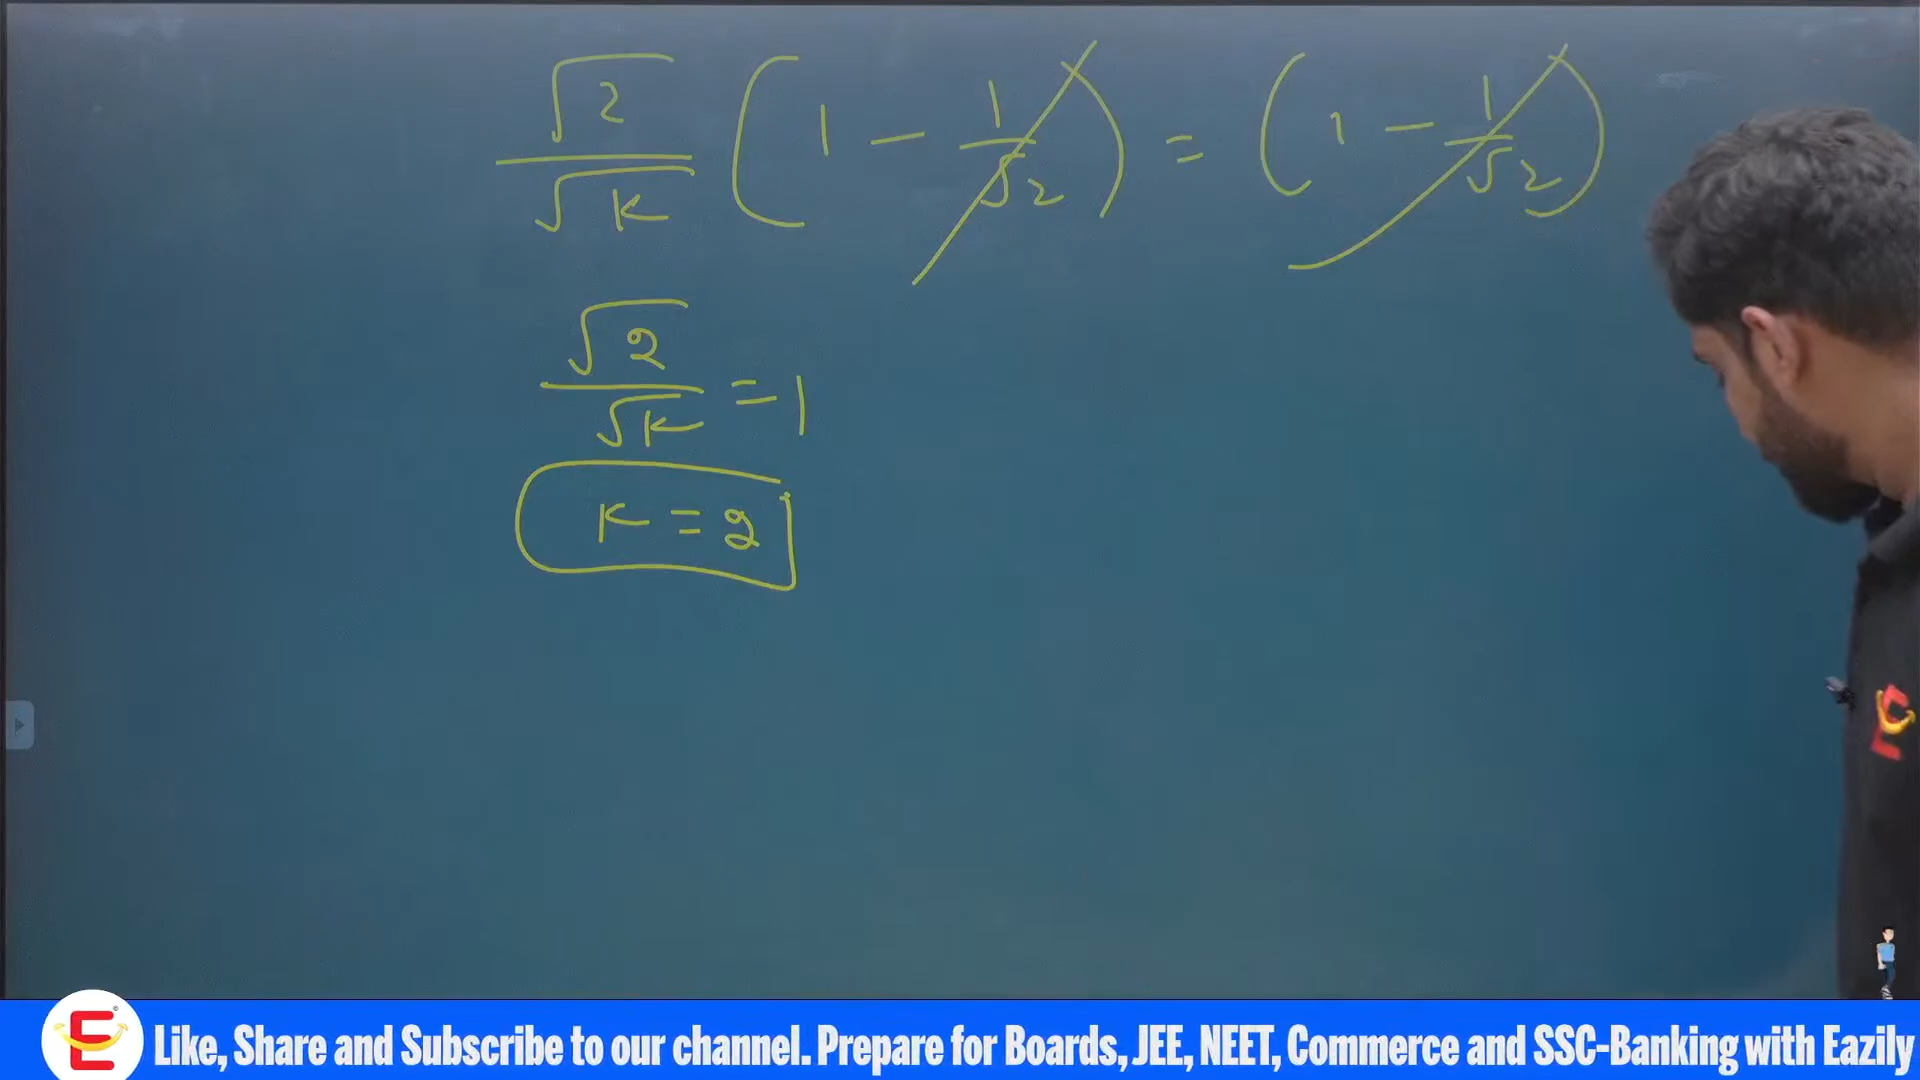 √2/√K (1 - 1/√2) = (1 - 1/√2)
√2/√K = 1
K = 2
E Like, Share and Subscribe to our channel. Prepare for Boards, JEE, NEET, Commerce and SSC-Banking with Eazily